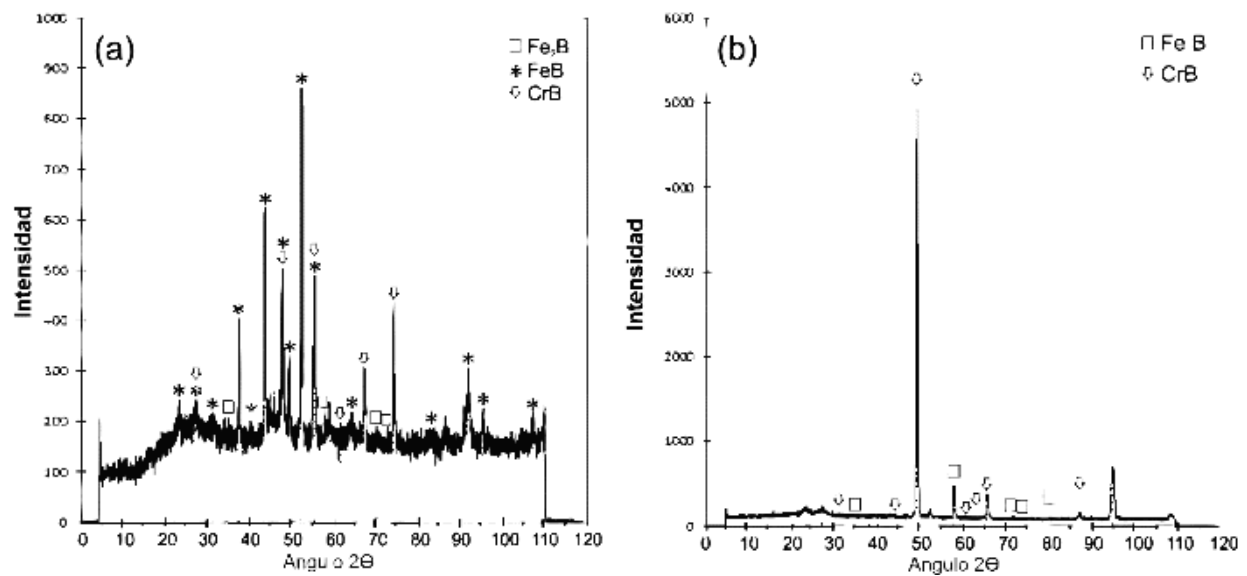 (a)
□ Fe₂B
* FeB
⇩ CrB
Intensidad
1000
900
800
700
600
500
400
300
200
100
0
0 10 20 30 40 50 60 70 80 90 100 110 120
Angulo 2Θ
(b)
□ Fe B
⇩ CrB
Intensidad
6000
5000
4000
3000
2000
1000
0
0 10 20 30 40 50 60 70 80 90 100 110 120
Angulo 2Θ